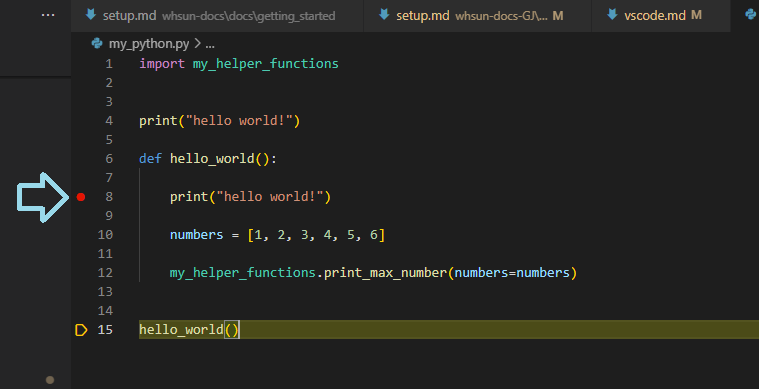 ... setup.md whsun-docs\docs\getting_started setup.md whsun-docs-GJ\... M vscode.md M
my_python.py > ...
1 import my_helper_functions
2
3
4 print("hello world!")
5
6 def hello_world():
7
8 print("hello world!")
9
10 numbers = [1, 2, 3, 4, 5, 6]
11
12 my_helper_functions.print_max_number(numbers=numbers)
13
14
15 hello_world()